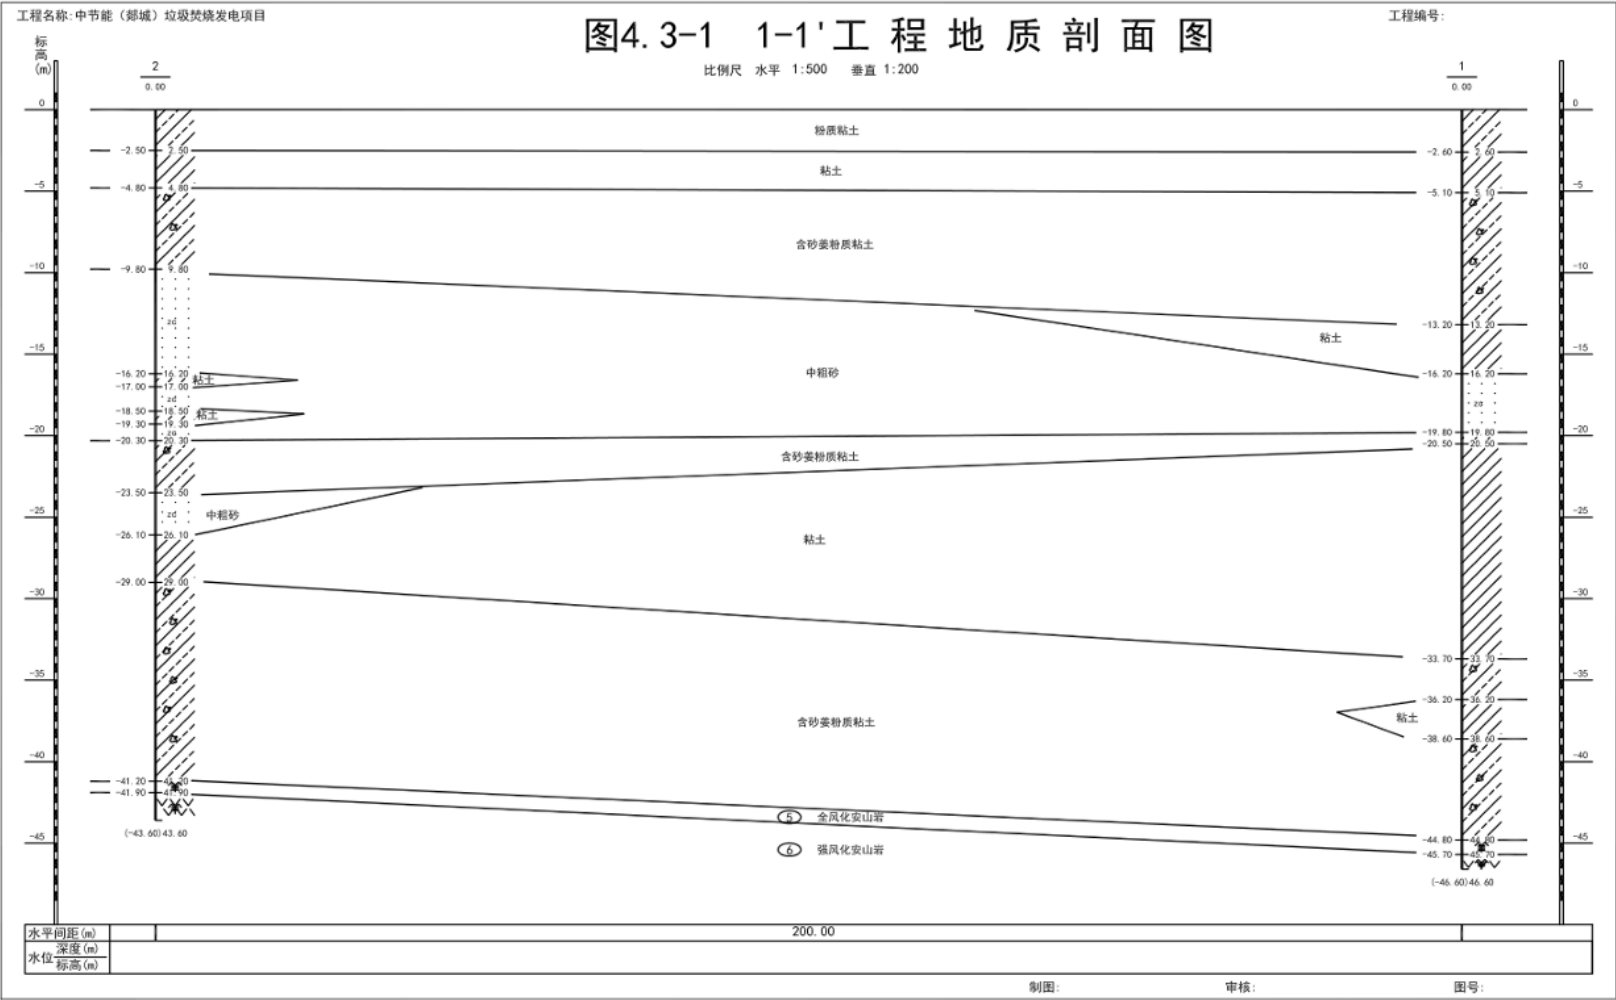 工程名称:中节能（郯城）垃圾焚烧发电项目
图4.3-1 1-1'工程地质剖面图
工程编号:
比例尺 水平 1:500 垂直 1:200
标高(m)
2
0.00
1
0.00
0
0
粉质粘土
-2.50 2.50
-2.60 2.60
粘土
-5
-4.80 4.80
-5.10 5.10
-5
含砂姜粉质粘土
-10
-9.80 9.80
-10
zc
-13.20 13.20
粘土
-15
-15
中粗砂
-16.20 16.20
粘土
-17.00 17.00
-16.20 16.20
zd
-18.50 18.50
粘土
-19.30 19.30
-20
-20.30 20.30
-19.80 19.80
-20.50 20.50
-20
含砂姜粉质粘土
-23.50 23.50
zd
中粗砂
-25
-25
-26.10 26.10
粘土
-29.00 29.00
-30
-30
-33.70 33.70
-35
-35
-36.20 36.20
粘土
-38.60 38.60
含砂姜粉质粘土
-40
-40
-41.20 41.20
-41.90 41.90
(-43.60)43.60
5 全风化安山岩
-45
-44.80 44.80
-45.70 45.70
-45
6 强风化安山岩
(-46.60)46.60
水平间距(m)
200.00
水位
深度(m)
标高(m)
制图:
审核:
图号: